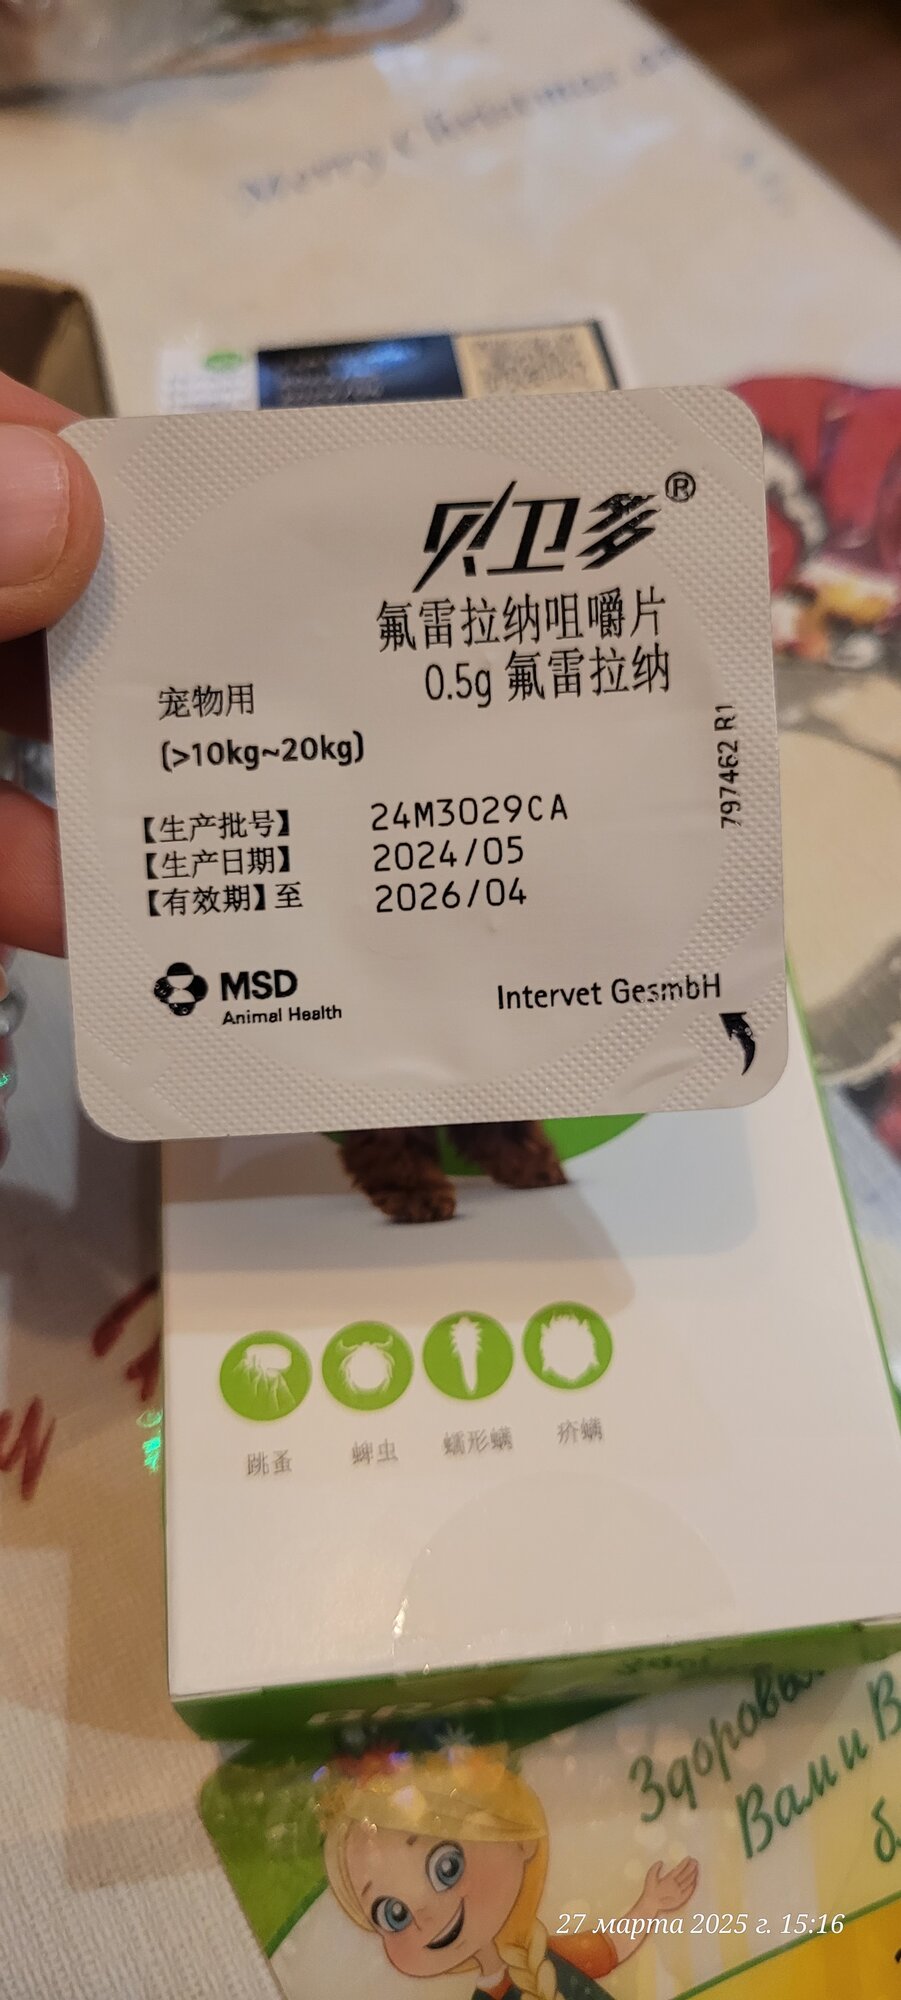 Merry Christmas
贝卫多®
氟雷拉纳咀嚼片
0.5g 氟雷拉纳
宠物用
(>10kg~20kg)
【生产批号】 24M3029CA
【生产日期】 2024/05
【有效期】至 2026/04
797462 R1
MSD
Animal Health
Intervet GesmbH
跳蚤 蜱虫 蠕形螨 疥螨
Здоровья
Вам и В
б
27 марта 2025 г. 15:16